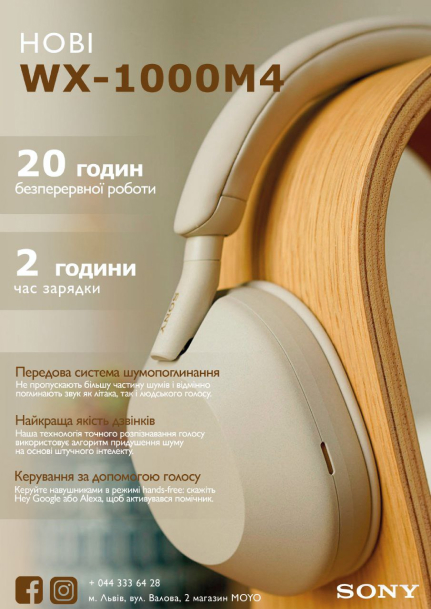 НОВІ
WX-1000M4
20 годин
безперервної роботи
2 години
час зарядки
SONY
Передова система шумопоглинання
Не пропускають більшу частину шумів і відмінно
поглинають звук як літака, так і людського голосу.
Найкраща якість дзвінків
Наша технологія точного розпізнавання голосу
використовує алгоритм придушення шуму
на основі штучного інтелекту.
Керування за допомогою голосу
Керуйте навушниками в режимі hands-free: скажіть
Hey Google або Alexa, щоб активувався помічник.
+ 044 333 64 28
м. Львів, вул. Валова, 2 магазин MOYO
SONY